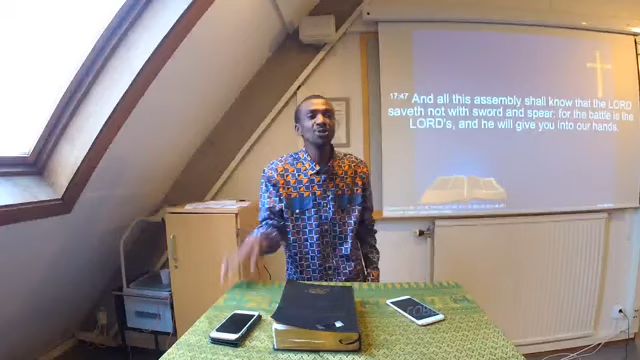 17:47 And all this assembly shall know that the LORD
saveth not with sword and spear: for the battle is the
LORD's, and he will give you into our hands.